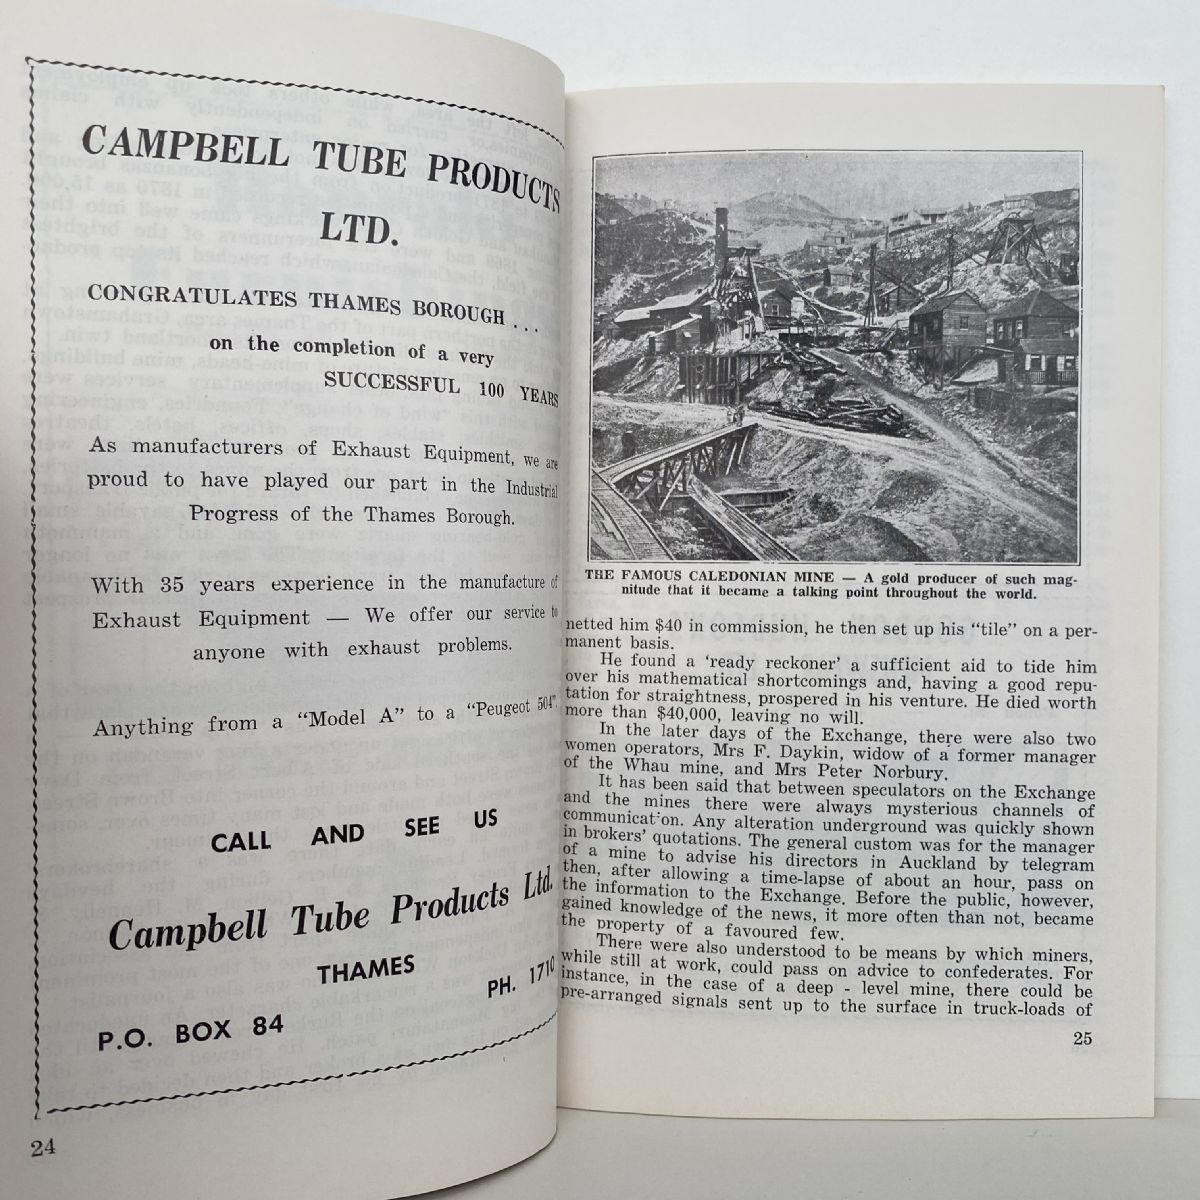 CAMPBELL TUBE PRODUCTS
LTD.
CONGRATULATES THAMES BOROUGH . . .
on the completion of a very
SUCCESSFUL 100 YEARS
As manufacturers of Exhaust Equipment, we are
proud to have played our part in the Industrial
Progress of the Thames Borough.
With 35 years experience in the manufacture of
Exhaust Equipment — We offer our service to
anyone with exhaust problems.
Anything from a "Model A" to a "Peugeot 504".
CALL AND SEE US
Campbell Tube Products Ltd.
THAMES
PH. 1710
P.O. BOX 84
24
THE FAMOUS CALEDONIAN MINE — A gold producer of such mag-
nitude that it became a talking point throughout the world.
netted him $40 in commission, he then set up his "tile" on a per-
manent basis.
He found a 'ready reckoner' a sufficient aid to tide him
over his mathematical shortcomings and, having a good repu-
tation for straightness, prospered in his venture. He died worth
more than $40,000, leaving no will.
In the later days of the Exchange, there were also two
women operators, Mrs F. Daykin, widow of a former manager
of the Whau mine, and Mrs Peter Norbury.
It has been said that between speculators on the Exchange
and the mines there were always mysterious channels of
communicat'on. Any alteration underground was quickly shown
in brokers' quotations. The general custom was for the manager
of a mine to advise his directors in Auckland by telegram
then, after allowing a time-lapse of about an hour, pass on
the information to the Exchange. Before the public, however,
gained knowledge of the news, it more often than not, became
the property of a favoured few.
There were also understood to be means by which miners,
while still at work, could pass on advice to confederates. For
instance, in the case of a deep - level mine, there could be
pre-arranged signals sent up to the surface in truck-loads of
25